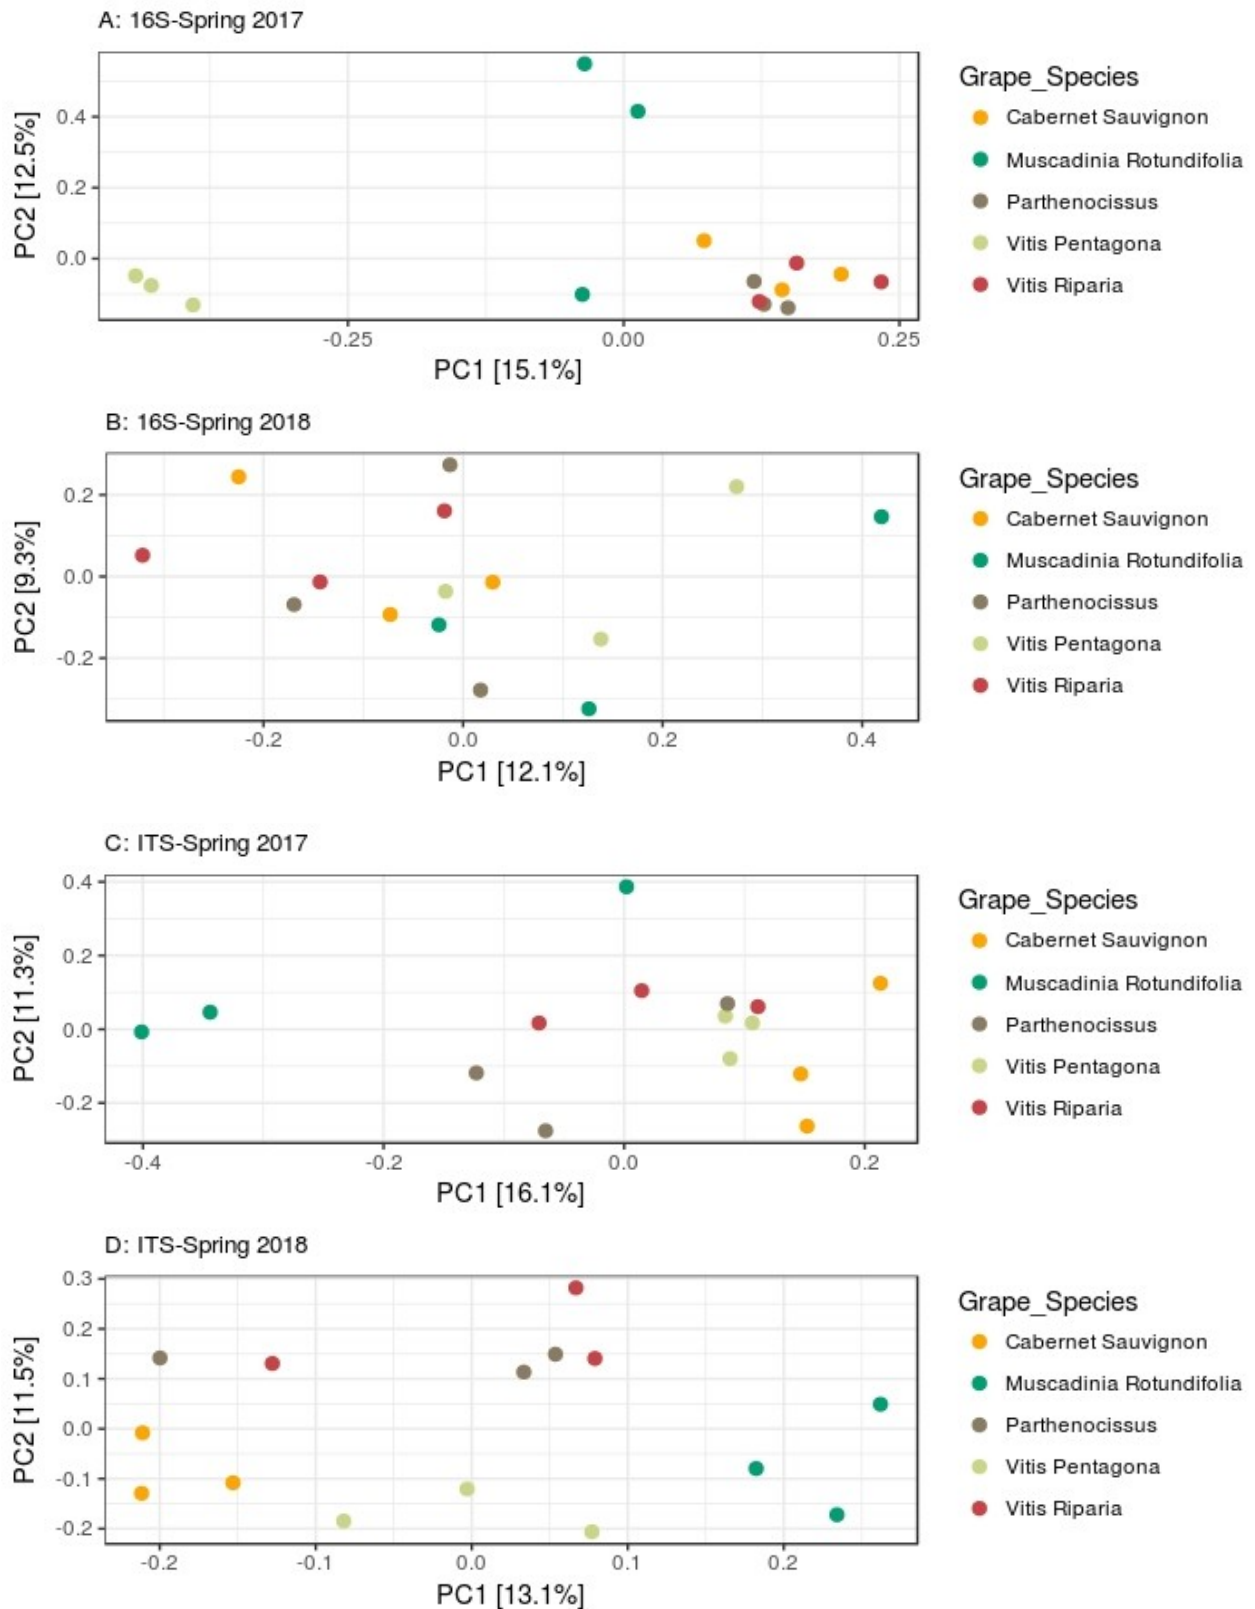 A: 16S-Spring 2017
PC2 [12.5%]
0.4
0.2
0.0
-0.25
0.00
0.25
PC1 [15.1%]
Grape_Species
Cabernet Sauvignon
Muscadinia Rotundifolia
Parthenocissus
Vitis Pentagona
Vitis Riparia
B: 16S-Spring 2018
PC2 [9.3%]
0.2
0.0
-0.2
-0.2
0.0
0.2
0.4
PC1 [12.1%]
Grape_Species
Cabernet Sauvignon
Muscadinia Rotundifolia
Parthenocissus
Vitis Pentagona
Vitis Riparia
C: ITS-Spring 2017
PC2 [11.3%]
0.4
0.2
0.0
-0.2
-0.4
-0.2
0.0
0.2
PC1 [16.1%]
Grape_Species
Cabernet Sauvignon
Muscadinia Rotundifolia
Parthenocissus
Vitis Pentagona
Vitis Riparia
D: ITS-Spring 2018
PC2 [11.5%]
0.3
0.2
0.1
0.0
-0.1
-0.2
-0.2
-0.1
0.0
0.1
0.2
PC1 [13.1%]
Grape_Species
Cabernet Sauvignon
Muscadinia Rotundifolia
Parthenocissus
Vitis Pentagona
Vitis Riparia